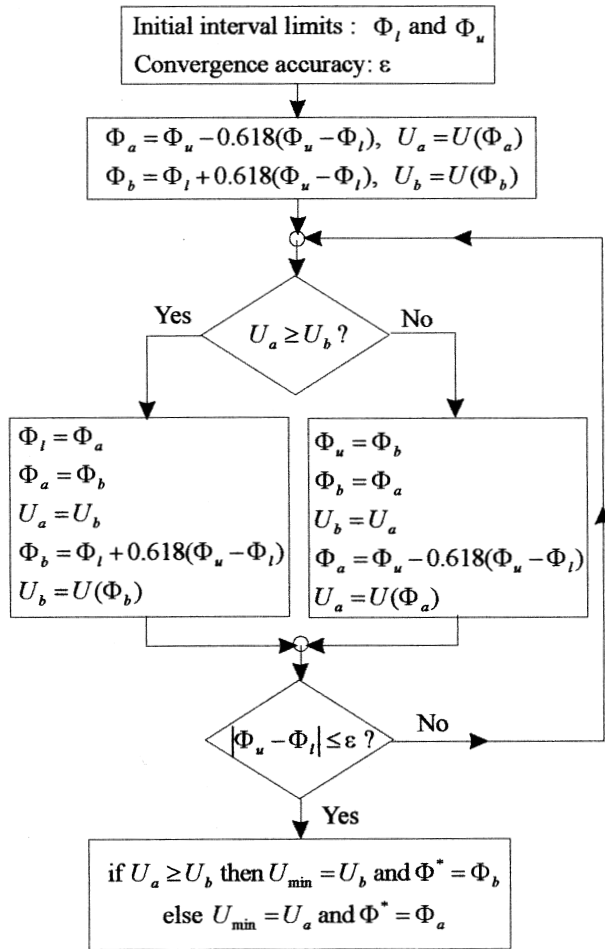 Initial interval limits : Φ_l and Φ_u
Convergence accuracy: ε
Φ_a = Φ_u − 0.618(Φ_u − Φ_l), U_a = U(Φ_a)
Φ_b = Φ_l + 0.618(Φ_u − Φ_l), U_b = U(Φ_b)
U_a ≥ U_b ?
Yes
No
Φ_l = Φ_a
Φ_a = Φ_b
U_a = U_b
Φ_b = Φ_l + 0.618(Φ_u − Φ_l)
U_b = U(Φ_b)
Φ_u = Φ_b
Φ_b = Φ_a
U_b = U_a
Φ_a = Φ_u − 0.618(Φ_u − Φ_l)
U_a = U(Φ_a)
|Φ_u − Φ_l| ≤ ε ?
No
Yes
if U_a ≥ U_b then U_min = U_b and Φ* = Φ_b
else U_min = U_a and Φ* = Φ_a